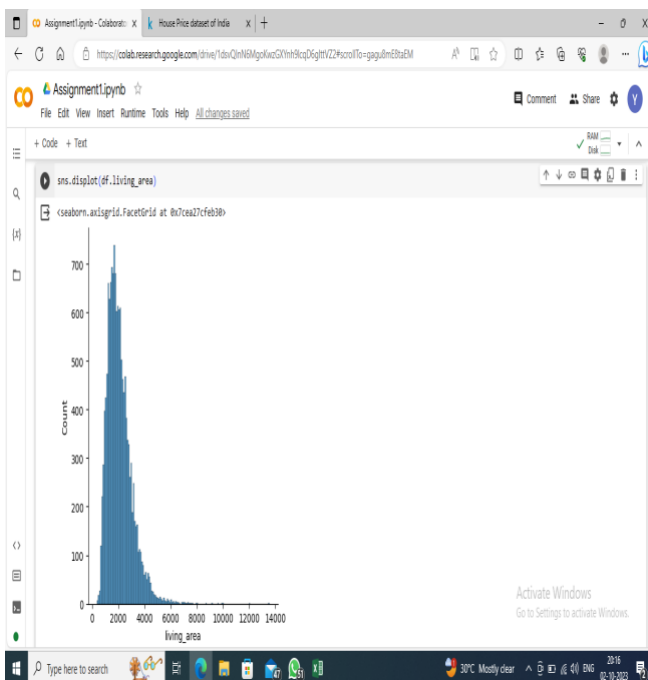 Assignment1.ipynb - Colaborato X House Price dataset of India X +
https://colab.research.google.com/drive/1dsvQInN6MgoKwzGXYnh9lcqD6gIttVZ2#scrollTo=gagu8mE8taEM
Assignment1.ipynb
File Edit View Insert Runtime Tools Help All changes saved
Comment Share Y
+ Code + Text
RAM
Disk
sns.displot(df.living_area)
<seaborn.axisgrid.FacetGrid at 0x7cea27cfeb30>
700
600
500
400
300
200
100
0
Count
0 2000 4000 6000 8000 10000 12000 14000
living_area
Activate Windows
Go to Settings to activate Windows.
Type here to search
47
51
30°C Mostly clear
ENG
20:16
02-10-2023
2